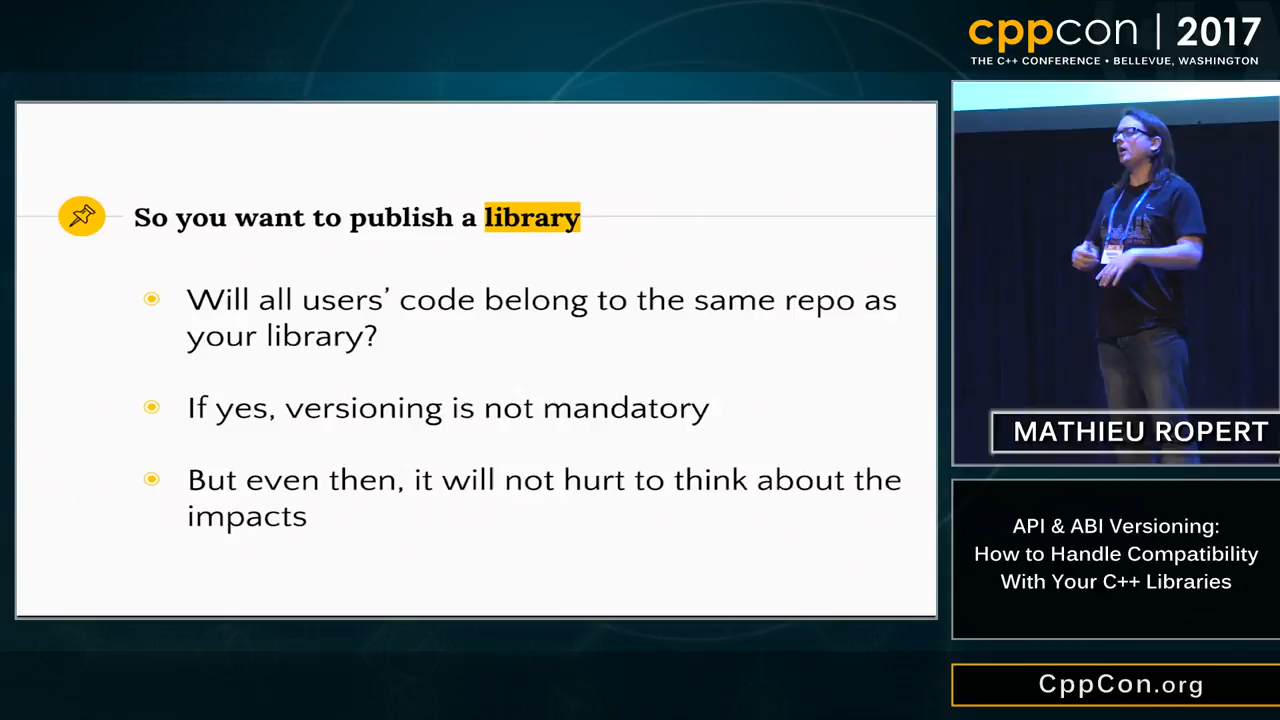 cppcon | 2017
THE C++ CONFERENCE • BELLEVUE, WASHINGTON
So you want to publish a library
Will all users’ code belong to the same repo as
your library?
If yes, versioning is not mandatory
But even then, it will not hurt to think about the
impacts
MATHIEU ROPERT
API & ABI Versioning:
How to Handle Compatibility
With Your C++ Libraries
CppCon.org